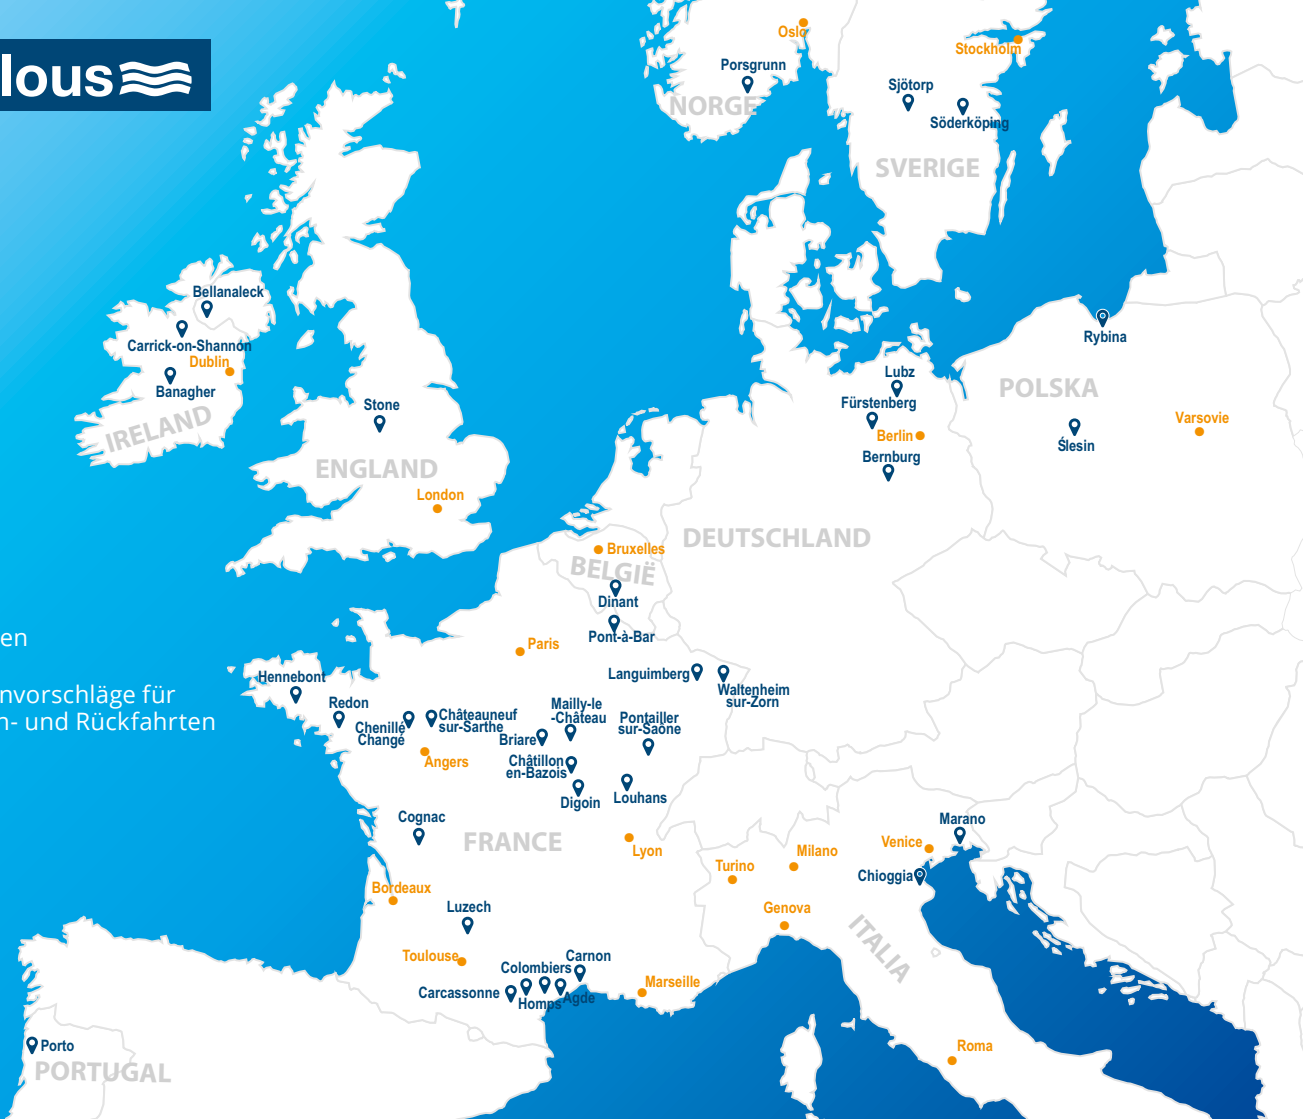 lous
Oslo
Stockholm
Porsgrunn
NORGE
Sjötorp
Söderköping
SVERIGE
Bellanaleck
Carrick-on-Shannon
Dublin
Banagher
IRELAND
Stone
ENGLAND
London
Rybina
POLSKA
Varsovie
Ślesin
Lubz
Fürstenberg
Berlin
Bernburg
DEUTSCHLAND
Bruxelles
BELGIË
Dinant
Pont-à-Bar
Paris
Languimberg
Waltenheim
sur-Zorn
en
nvorschläge für
n- und Rückfahrten
Hennebont
Redon
Chenillé
Changé
Châteauneuf
sur-Sarthe
Angers
Briare
Mailly-le
-Château
Pontailler
sur-Saône
Châtillon
en-Bazois
Digoin
Louhans
Cognac
FRANCE
Lyon
Bordeaux
Luzech
Toulouse
Carnon
Colombiers
Carcassonne
Homps
Agde
Marseille
Turino
Milano
Genova
Venice
Marano
Chioggia
ITALIA
Roma
Porto
PORTUGAL